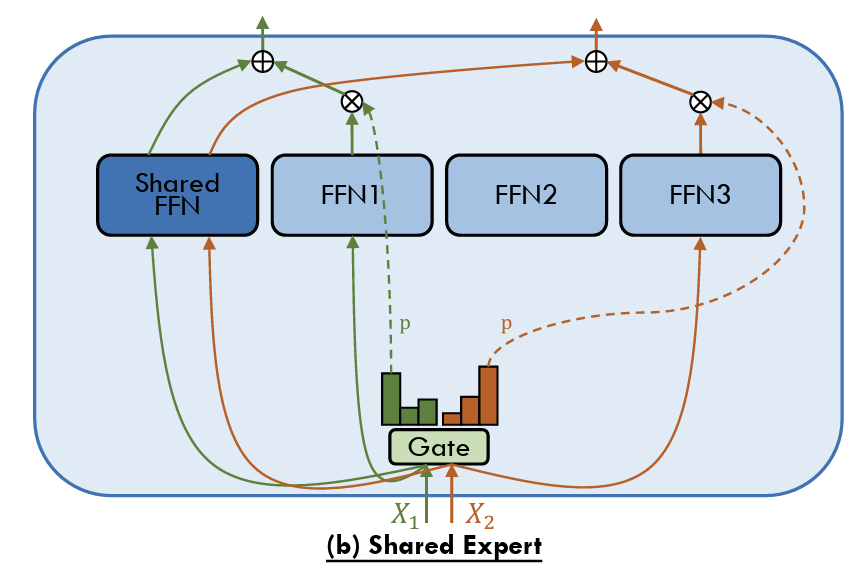 Shared
FFN
FFN1
FFN2
FFN3
p
p
Gate
X₁
X₂
(b) Shared Expert